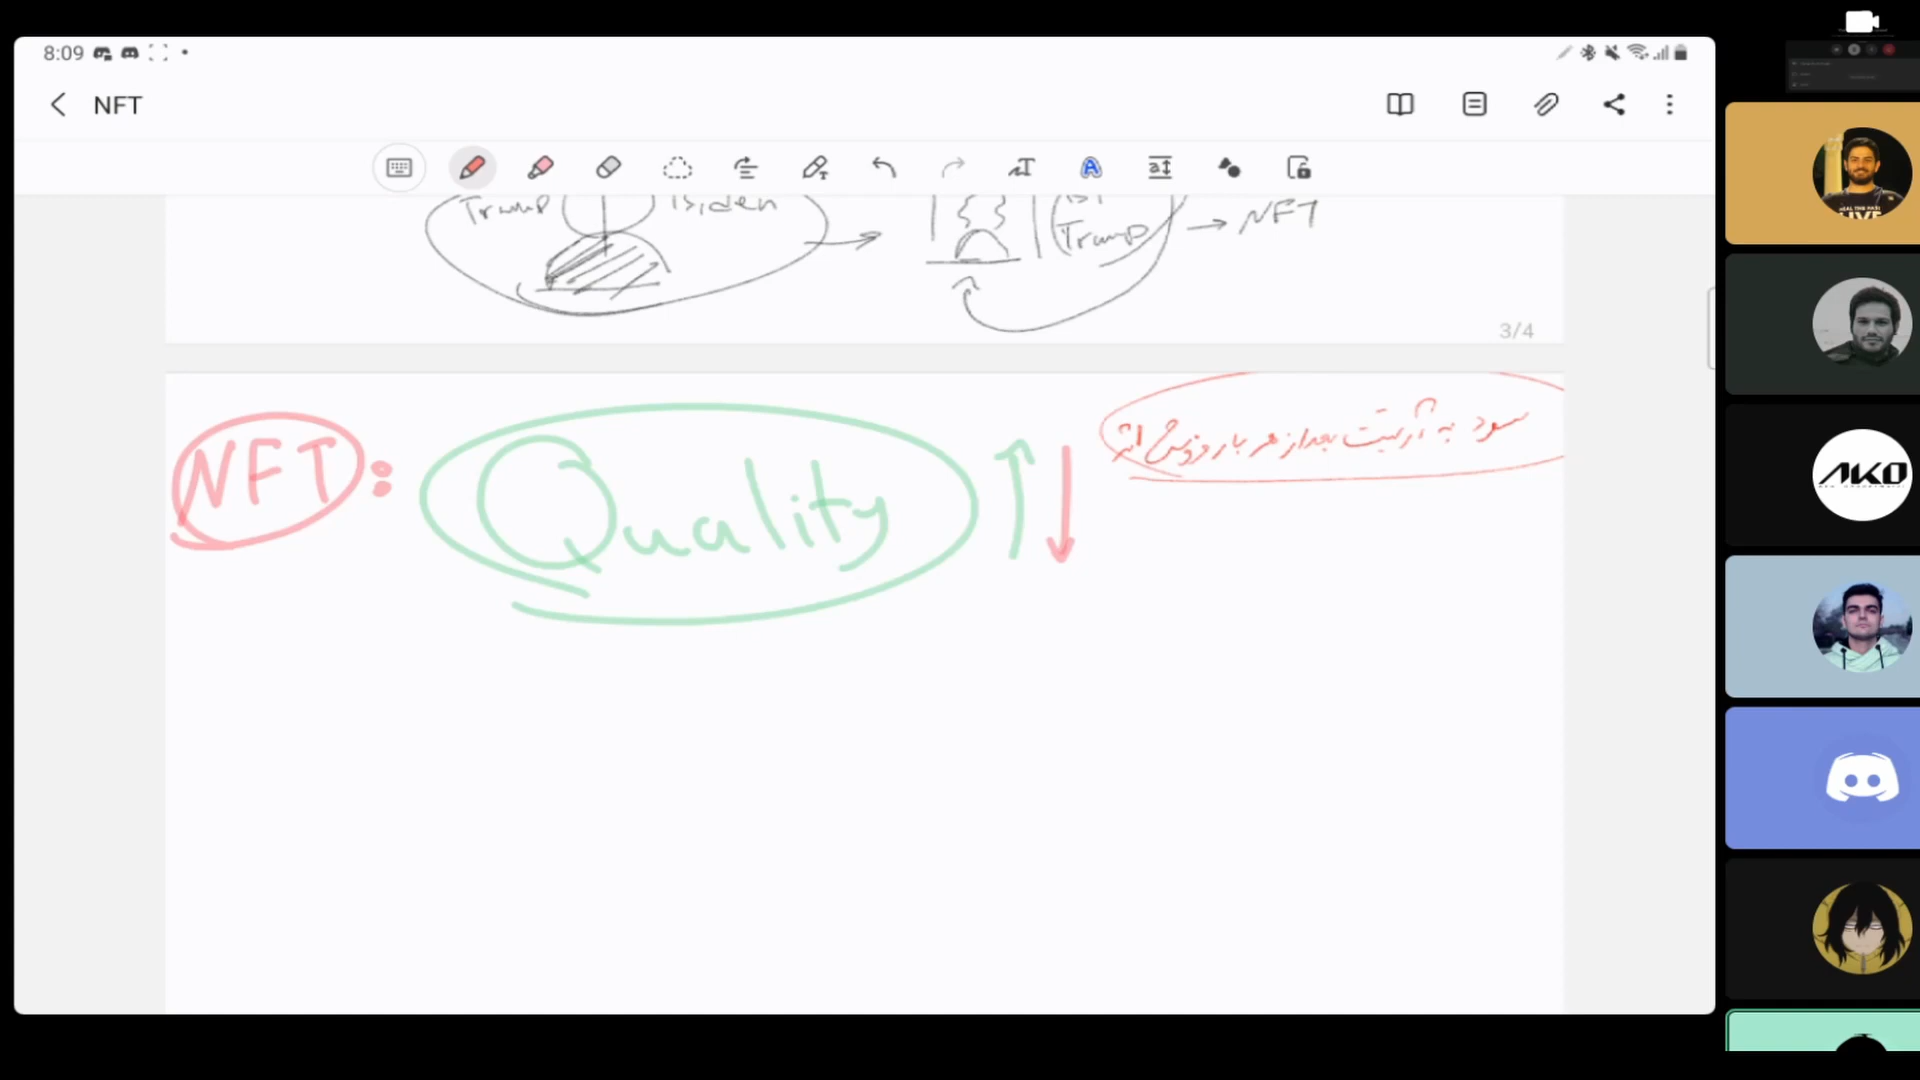 8:09
NFT
Trump Biden
Trump → NFT
3/4
سود به آرتیست بعد از هر بار فروش اثر
NFT: Quality
AKO